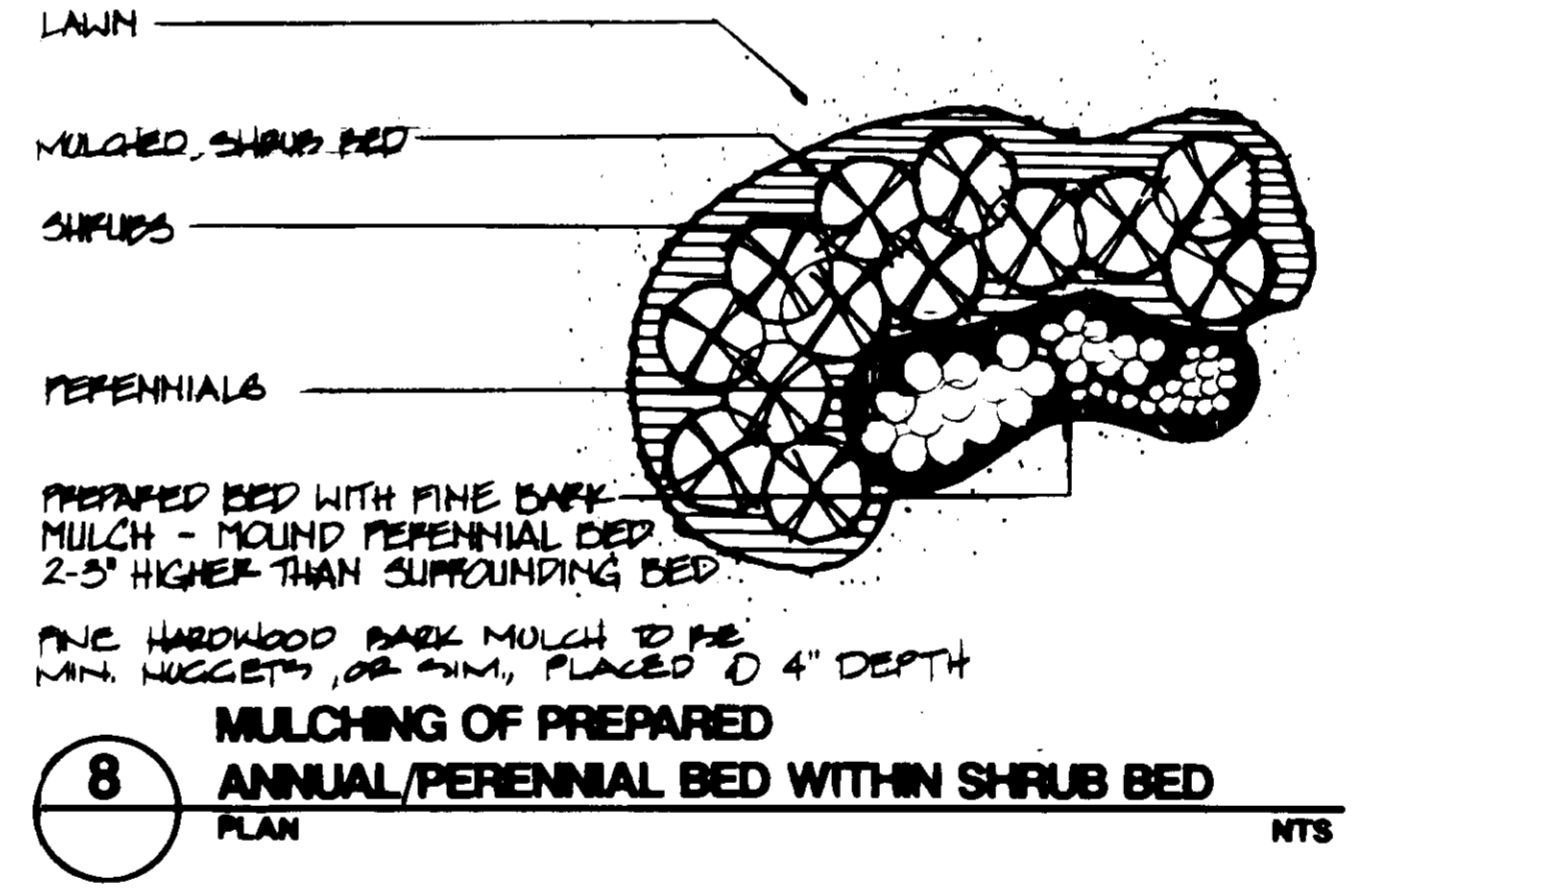 LAWN
MULCHED SHRUB BED
SHRUBS
PERENNIALS
PREPARED BED WITH FINE BARK
MULCH - MOUND PERENNIAL BED
2-3" HIGHER THAN SURROUNDING BED
FINE HARDWOOD BARK MULCH TO BE
MIN. NUGGETS, OR SIM., PLACED @ 4" DEPTH
MULCHING OF PREPARED
8 ANNUAL/PERENNIAL BED WITHIN SHRUB BED
PLAN NTS